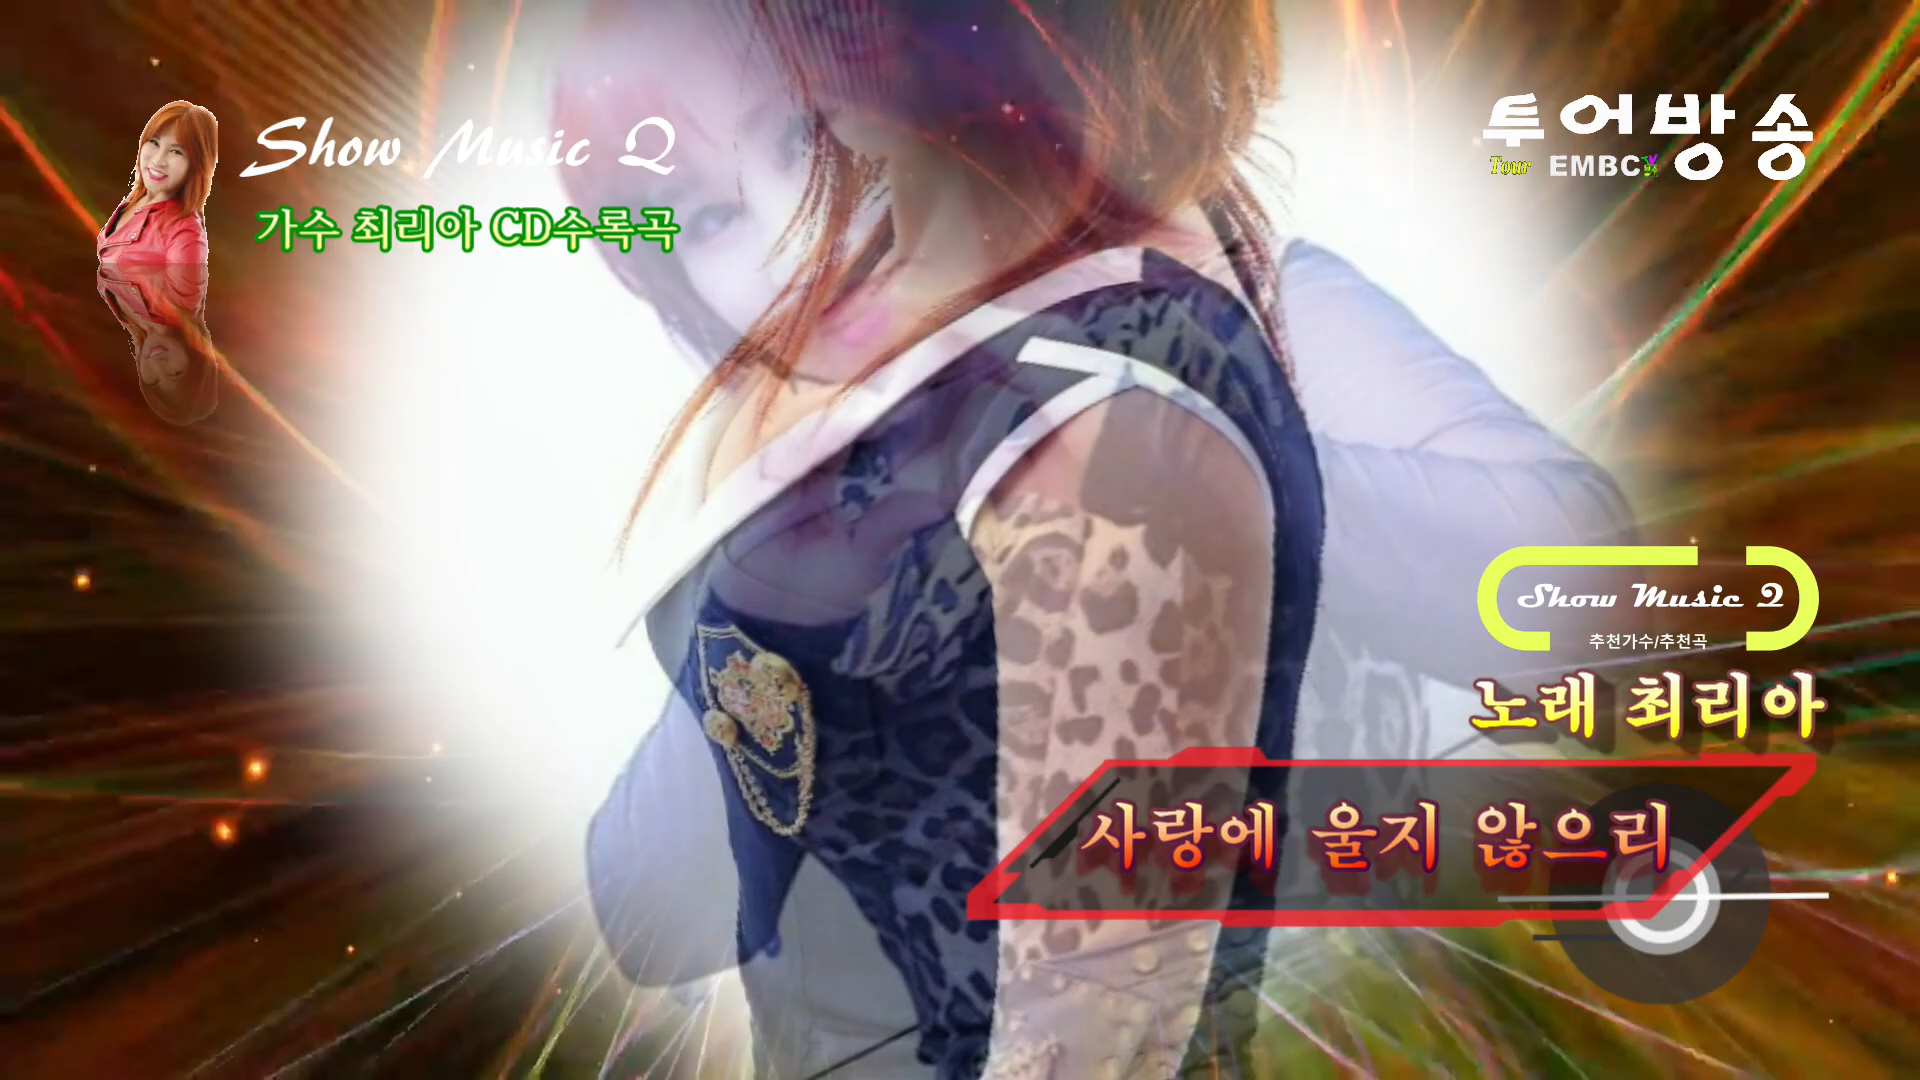 Show Music Q
가수 최리아 CD수록곡
투어방송
Tour EMBC
Show Music Q
추천가수/추천곡
노래 최리아
사랑에 울지 않으리